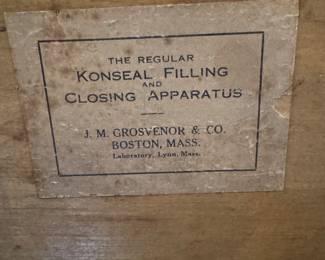 THE REGULAR
KONSEAL FILLING
AND
CLOSING APPARATUS
J. M. GROSVENOR & CO.
BOSTON, MASS.
Laboratory, Lynn, Mass.